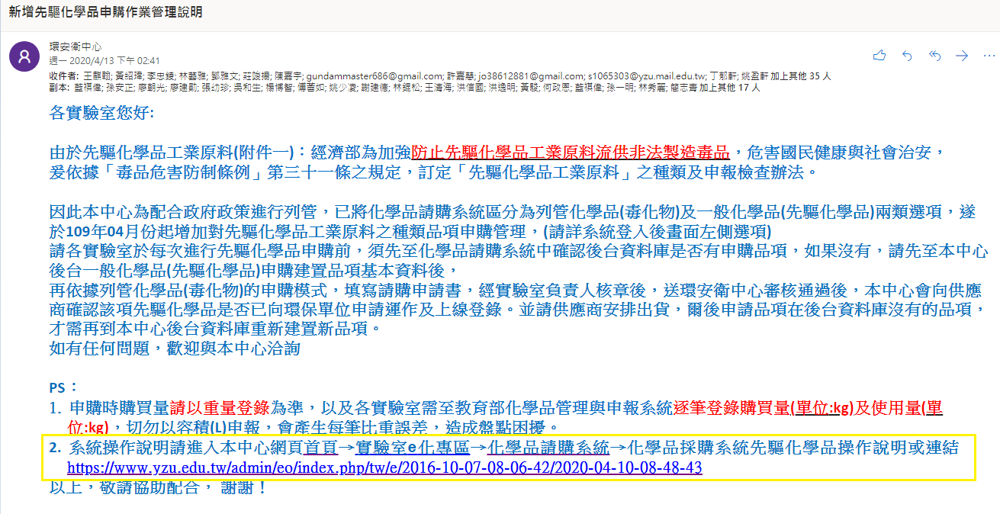 新增先驅化學品申購作業管理說明
環安衛中心
週一 2020/4/13 下午 02:41
收件者: 王麒翰; 黃紹瑋; 李忠錂; 林藝雅; 鄧雅文; 莊竣揚; 陳嘉宇; gundammaster686@gmail.com; 許嘉慧; jo38612881@gmail.com; s1065303@yzu.mail.edu.tw; 丁郁軒; 姚盈軒 加上其他 35 人
副本: 藍祺偉; 孫安正; 廖朝光; 廖建勛; 張幼珍; 吳和生; 楊博智; 傅薈如; 姚少凌; 謝建德; 林錕松; 王清海; 洪信國; 洪逸明; 黃駿; 何政恩; 藍祺偉; 孫一明; 林秀麗; 簡志青 加上其他 17 人
各實驗室您好:
由於先驅化學品工業原料(附件一)：經濟部為加強防止先驅化學品工業原料流供非法製造毒品，危害國民健康與社會治安，
爰依據「毒品危害防制條例」第三十一條之規定，訂定「先驅化學品工業原料」之種類及申報檢查辦法。
因此本中心為配合政府政策進行列管，已將化學品請購系統區分為列管化學品(毒化物)及一般化學品(先驅化學品)兩類選項，遂
於109年04月份起增加對先驅化學品工業原料之種類品項申購管理，(請詳系統登入後畫面左側選項)
請各實驗室於每次進行先驅化學品申購前，須先至化學品請購系統中確認後台資料庫是否有申購品項，如果沒有，請先至本中心
後台一般化學品(先驅化學品)申購建置品項基本資料後，
再依據列管化學品(毒化物)的申購模式，填寫請購申請書，經實驗室負責人核章後，送環安衛中心審核通過後，本中心會向供應
商確認該項先驅化學品是否已向環保單位申請運作及上線登錄。並請供應商安排出貨，爾後申請品項在後台資料庫沒有的品項，
才需再到本中心後台資料庫重新建置新品項。
如有任何問題，歡迎與本中心洽詢
PS：
1. 申購時購買量請以重量登錄為準，以及各實驗室需至教育部化學品管理與申報系統逐筆登錄購買量(單位:kg)及使用量(單
位:kg)，切勿以容積(L)申報，會產生每筆比重誤差，造成盤點困擾。
2. 系統操作說明請進入本中心網頁首頁→實驗室e化專區→化學品請購系統→化學品採購系統先驅化學品操作說明或連結
https://www.yzu.edu.tw/admin/eo/index.php/tw/e/2016-10-07-08-06-42/2020-04-10-08-48-43
以上，敬請協助配合， 謝謝！